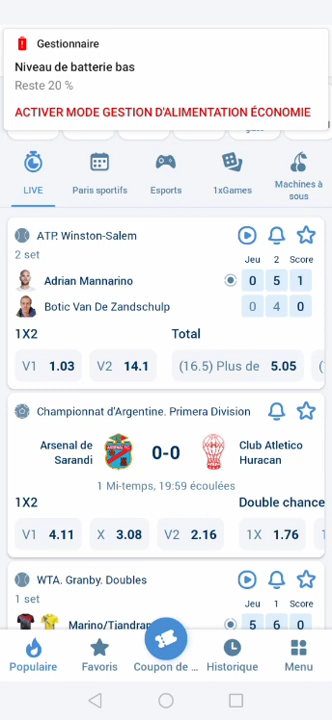 Gestionnaire
Niveau de batterie bas
Reste 20 %
ACTIVER MODE GESTION D'ALIMENTATION ÉCONOMIE
LIVE
Paris sportifs
Esports
1xGames
Machines à
sous
ATP. Winston-Salem
2 set
Jeu 2 Score
Adrian Mannarino 0 5 1
Botic Van De Zandschulp 0 4 0
1X2 Total
V1 1.03 V2 14.1 (16.5) Plus de 5.05
Championnat d'Argentine. Primera Division
Arsenal de
Sarandi
0-0
Club Atletico
Huracan
1 Mi-temps, 19:59 écoulées
1X2 Double chance
V1 4.11 X 3.08 V2 2.16 1X 1.76
WTA. Granby. Doubles
1 set
Jeu 1 Score
5 6 0
Populaire
Favoris
Coupon de ...
Historique
Menu